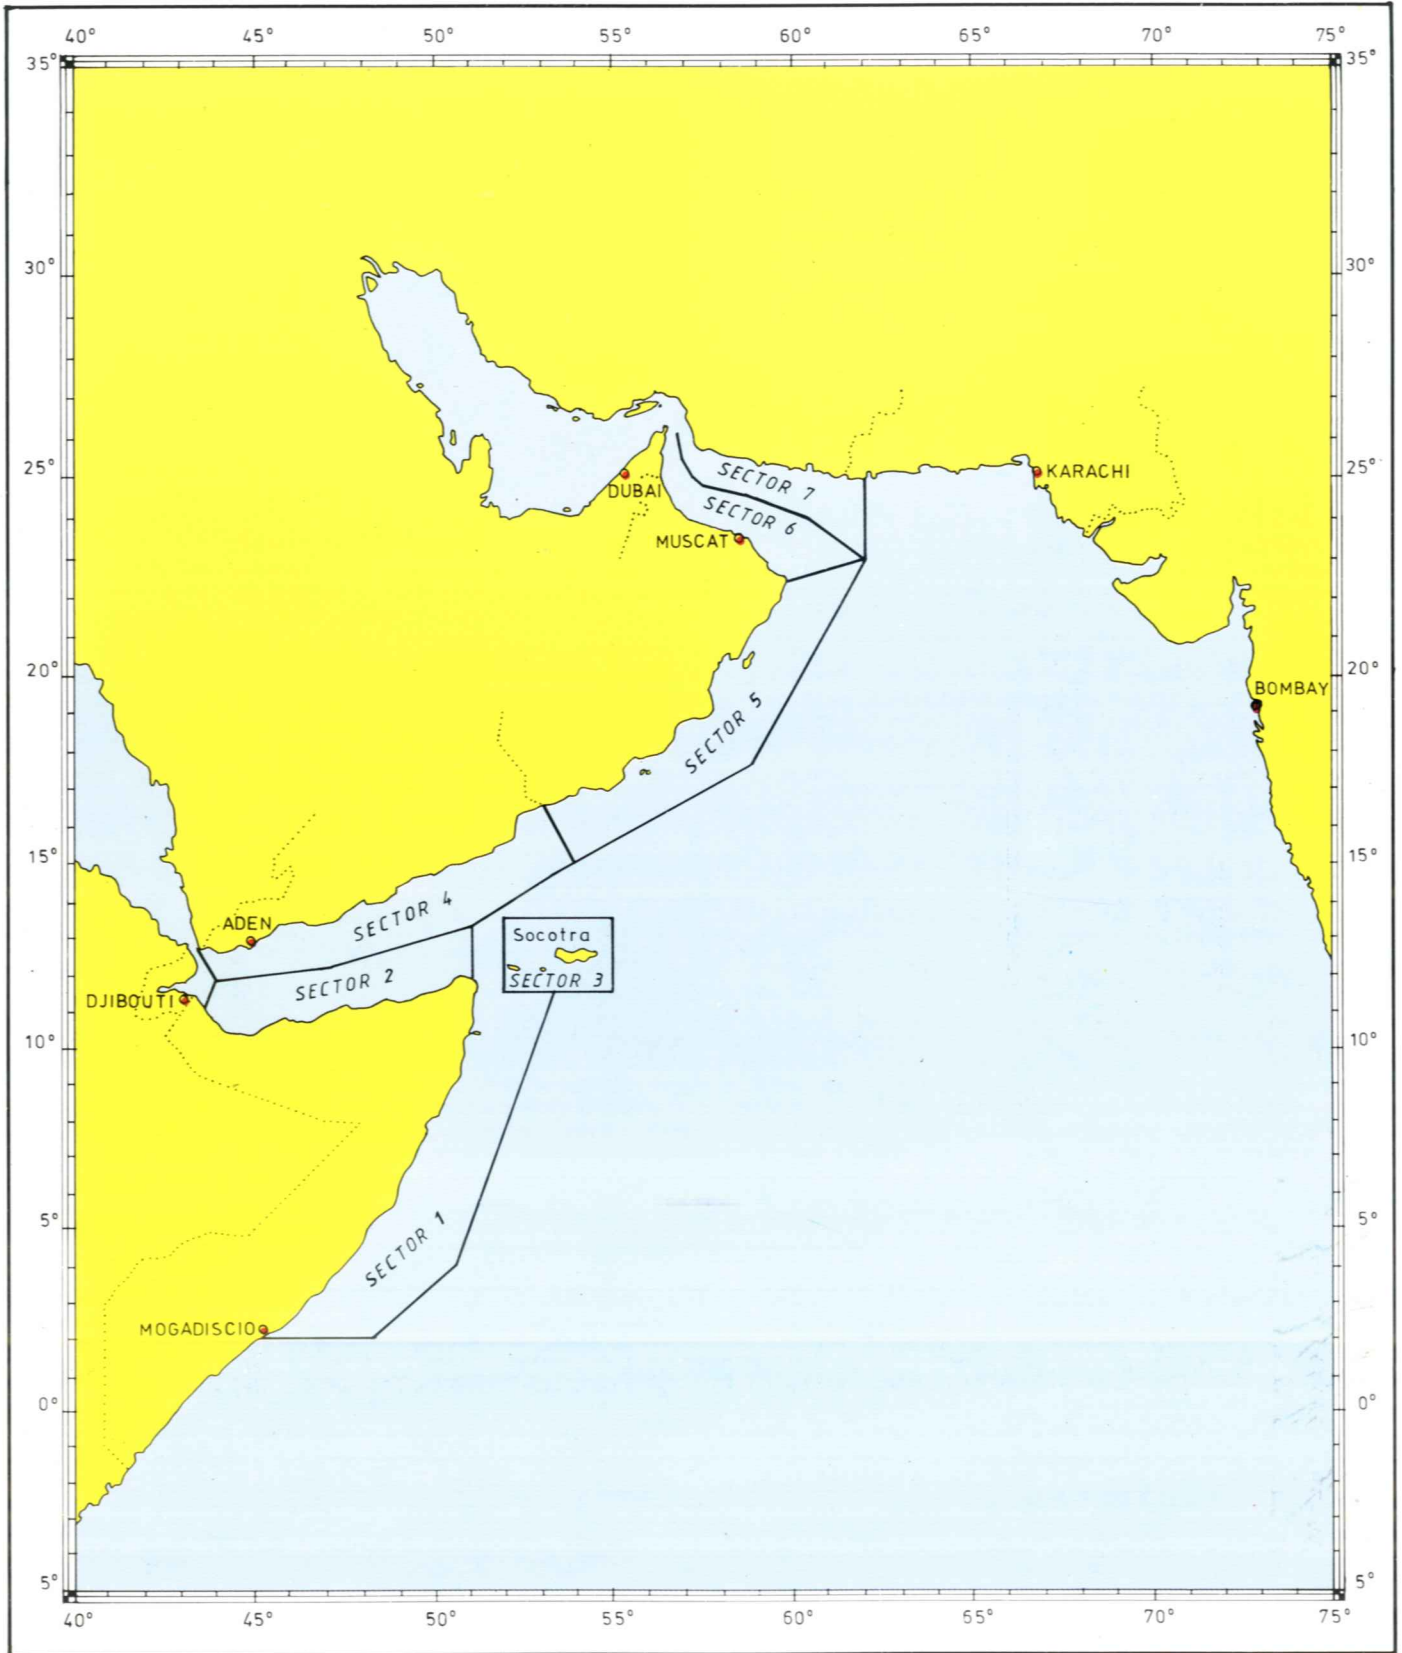 40° 45° 50° 55° 60° 65° 70° 75°
35° 35°
30° 30°
25° 25°
SECTOR 7
KARACHI
DUBAI
SECTOR 6
MUSCAT
20° 20°
BOMBAY
SECTOR 5
15° 15°
ADEN
SECTOR 4
Socotra
SECTOR 3
SECTOR 2
DJIBOUTI
10° 10°
5° 5°
SECTOR 1
MOGADISCIO
0° 0°
5° 5°
40° 45° 50° 55° 60° 65° 70° 75°